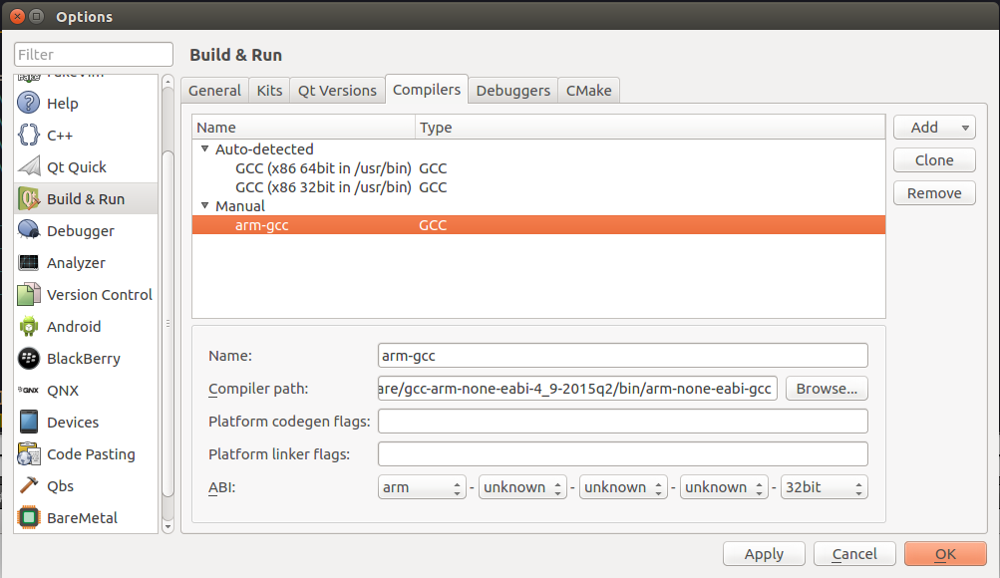 Options
Filter
Build & Run
FakeVim
Help
C++
Qt Quick
Build & Run
Debugger
Analyzer
Version Control
Android
BlackBerry
QNX
Devices
Code Pasting
Qbs
BareMetal
General Kits Qt Versions Compilers Debuggers CMake
Name Type
Auto-detected
GCC (x86 64bit in /usr/bin) GCC
GCC (x86 32bit in /usr/bin) GCC
Manual
arm-gcc GCC
Add
Clone
Remove
Name: arm-gcc
Compiler path: are/gcc-arm-none-eabi-4_9-2015q2/bin/arm-none-eabi-gcc Browse...
Platform codegen flags:
Platform linker flags:
ABI: arm - unknown - unknown - unknown - 32bit
Apply Cancel OK